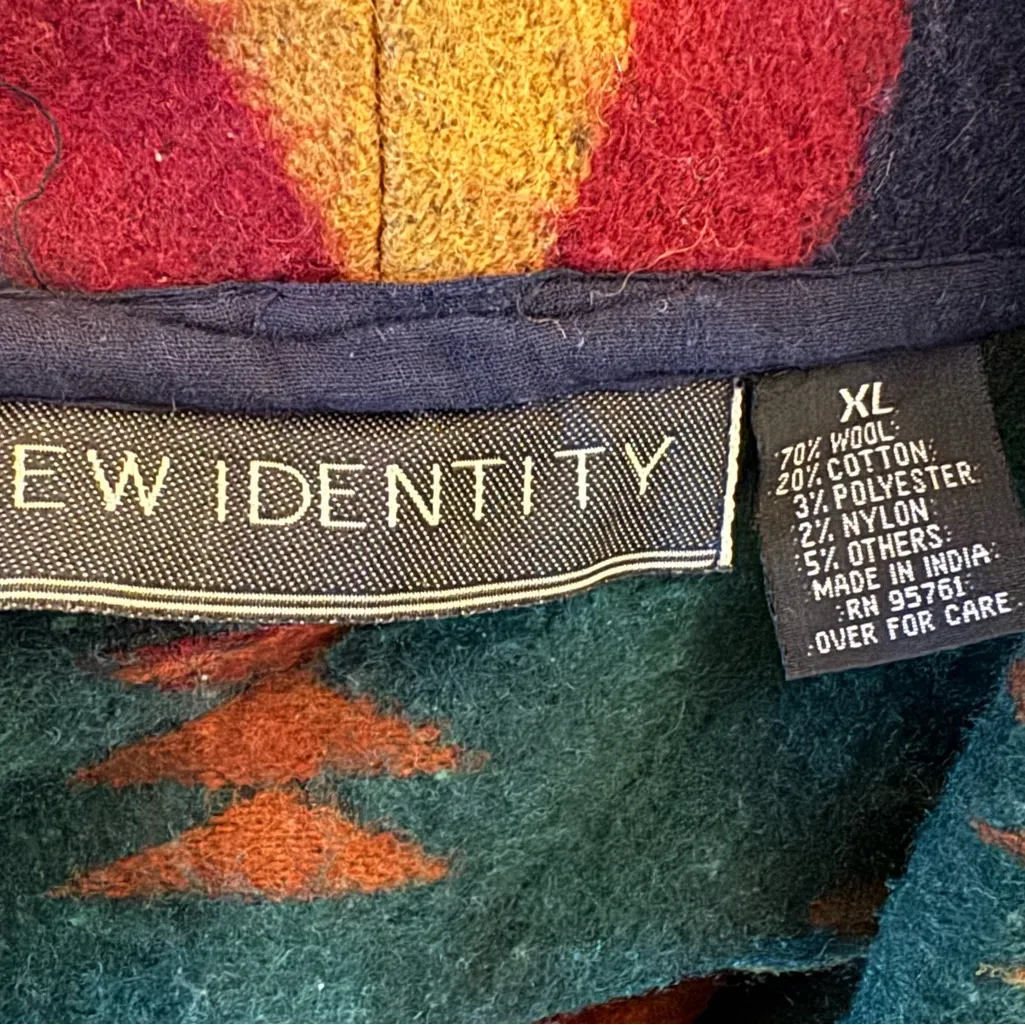 EW IDENTITY
XL
70% WOOL
20% COTTON
3% POLYESTER
2% NYLON
5% OTHERS
MADE IN INDIA
RN 95761
OVER FOR CARE